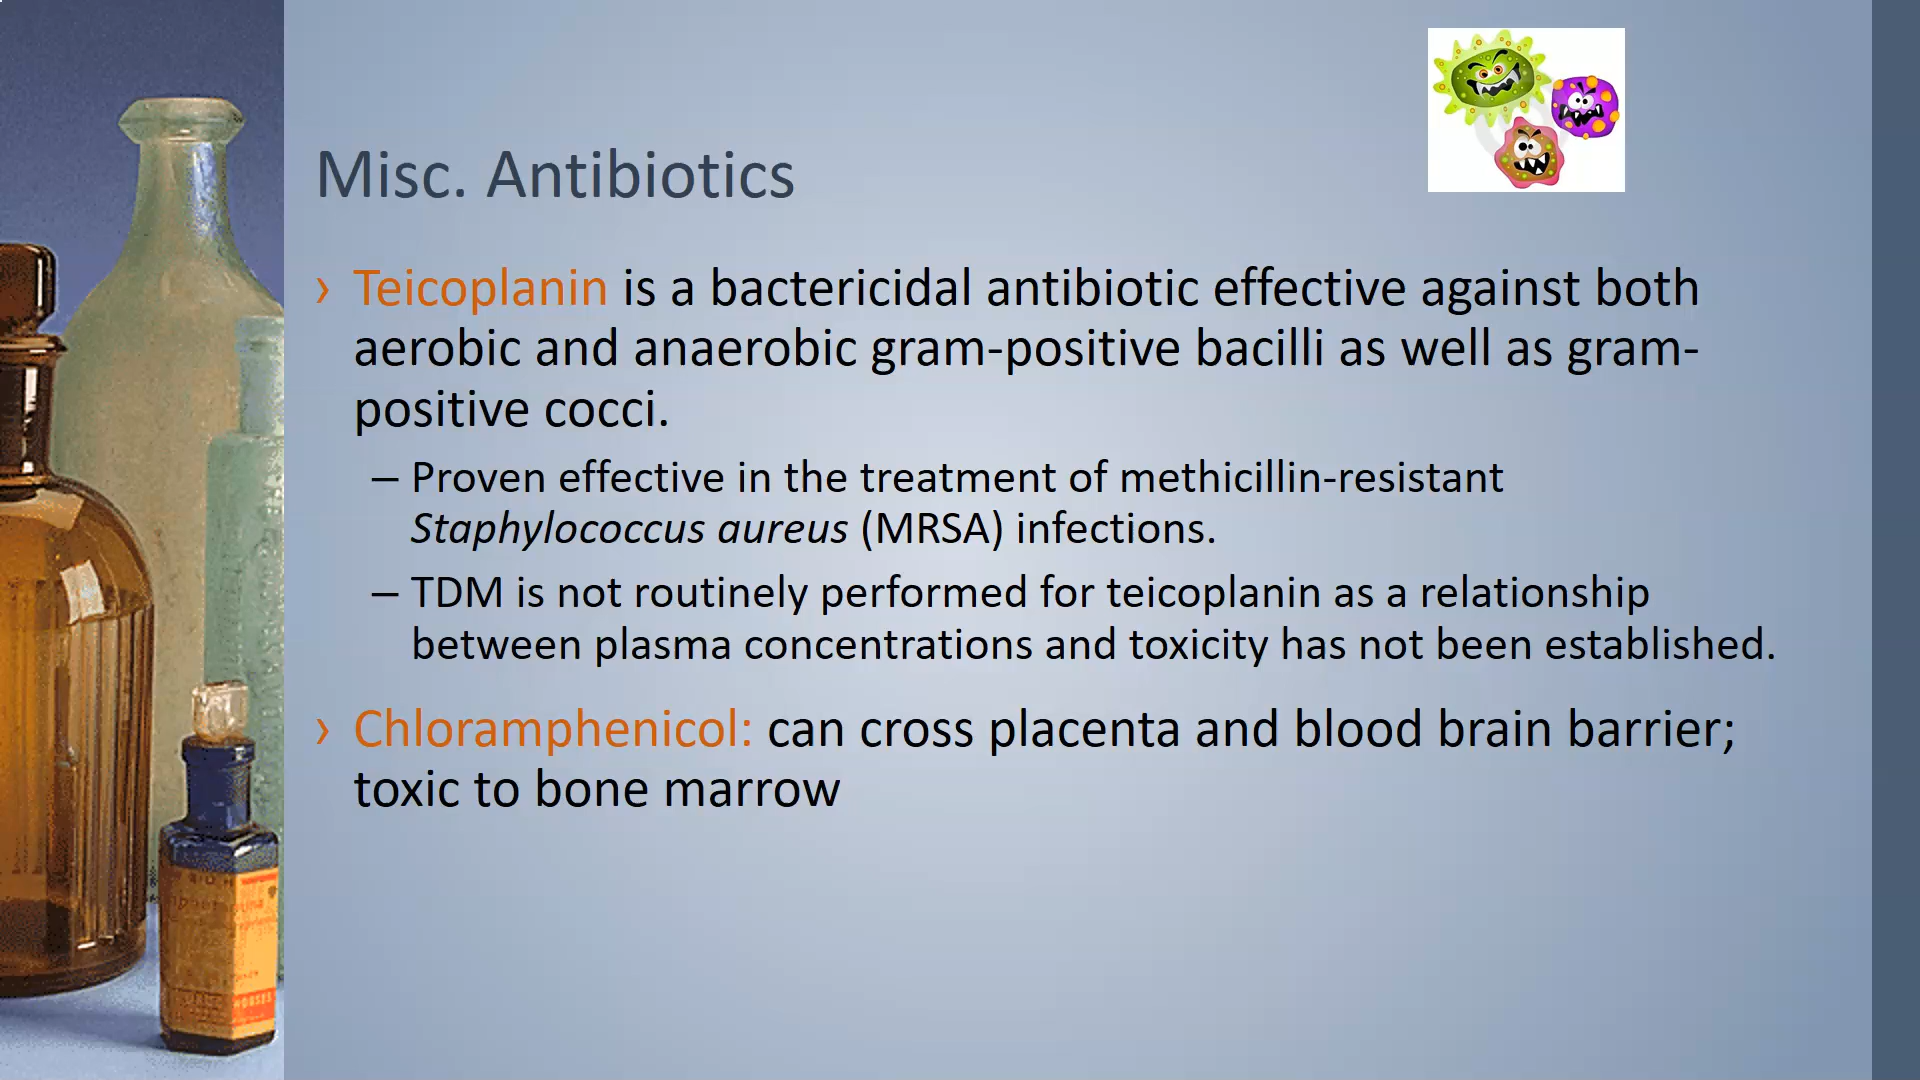 Misc. Antibiotics
› Teicoplanin is a bactericidal antibiotic effective against both
aerobic and anaerobic gram-positive bacilli as well as gram-
positive cocci.
– Proven effective in the treatment of methicillin-resistant
Staphylococcus aureus (MRSA) infections.
– TDM is not routinely performed for teicoplanin as a relationship
between plasma concentrations and toxicity has not been established.
› Chloramphenicol: can cross placenta and blood brain barrier;
toxic to bone marrow